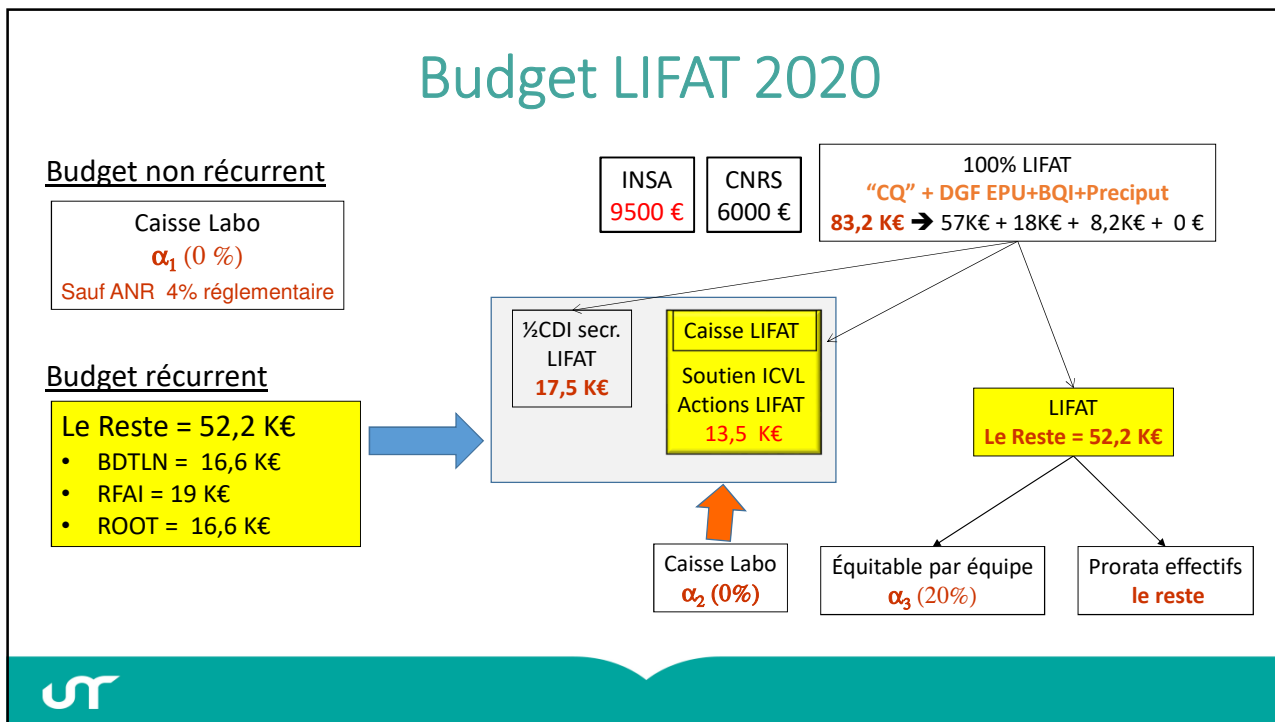 Budget LIFAT 2020
Budget non récurrent
Caisse Labo
α₁ (0 %)
Sauf ANR 4% réglementaire
INSA
9500 €
CNRS
6000 €
100% LIFAT
“CQ” + DGF EPU+BQI+Preciput
83,2 K€ ➔ 57K€ + 18K€ + 8,2K€ + 0 €
½CDI secr.
LIFAT
17,5 K€
Caisse LIFAT
Soutien ICVL
Actions LIFAT
13,5 K€
Budget récurrent
Le Reste = 52,2 K€
• BDTLN = 16,6 K€
• RFAI = 19 K€
• ROOT = 16,6 K€
LIFAT
Le Reste = 52,2 K€
Caisse Labo
α₂ (0%)
Équitable par équipe
α₃ (20%)
Prorata effectifs
le reste